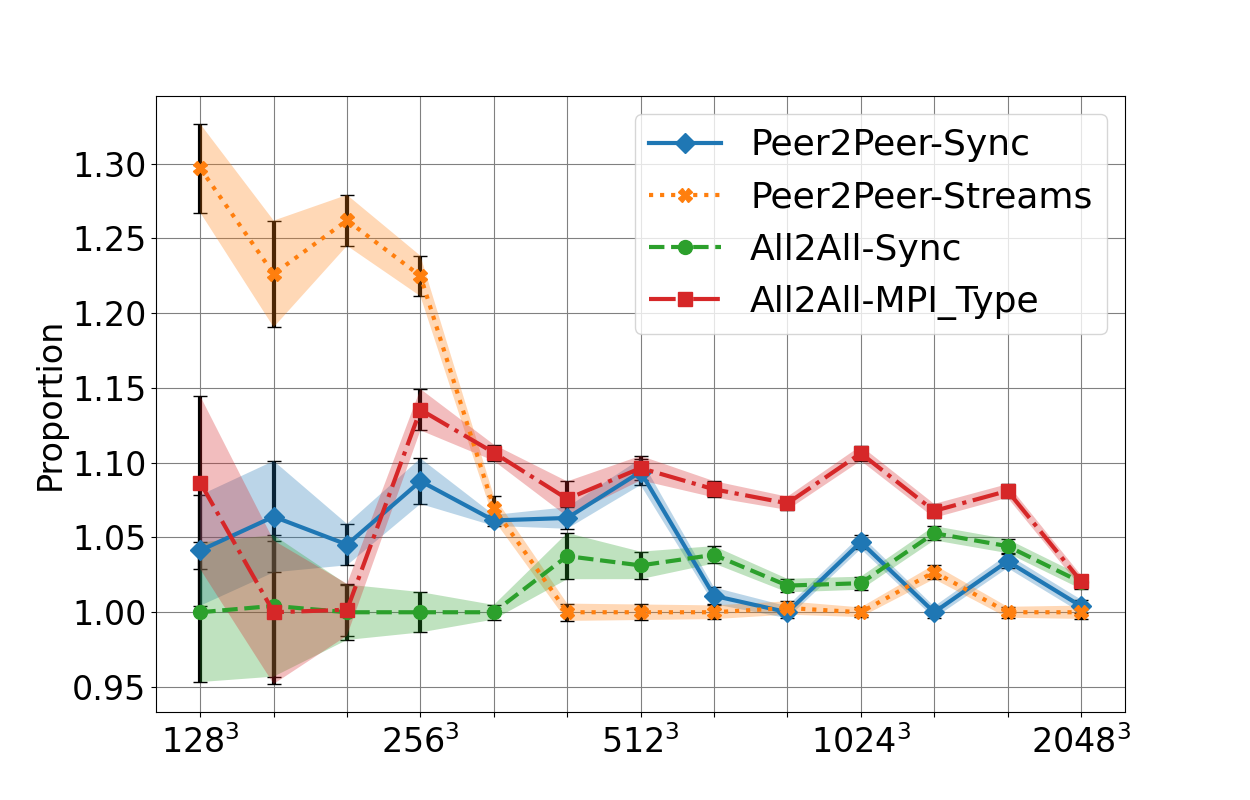 Peer2Peer-Sync
Peer2Peer-Streams
All2All-Sync
All2All-MPI_Type
Proportion
1.30
1.25
1.20
1.15
1.10
1.05
1.00
0.95
128³ 256³ 512³ 1024³ 2048³